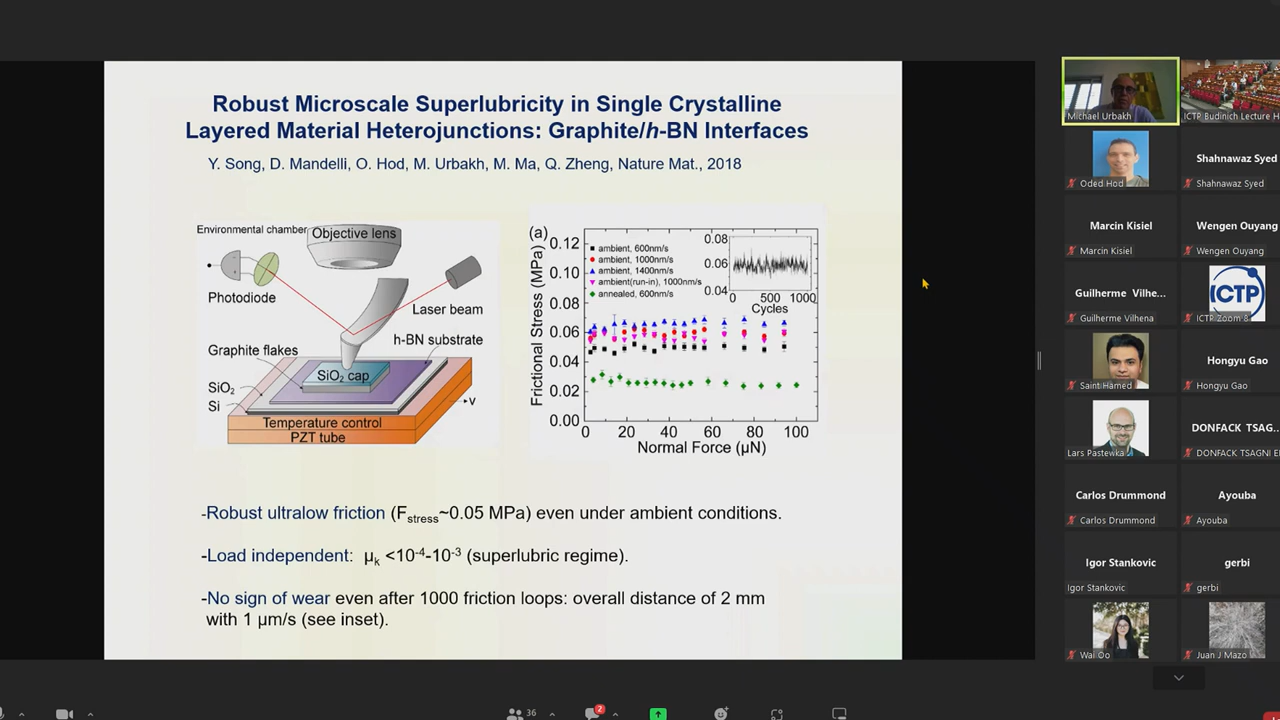 Robust Microscale Superlubricity in Single Crystalline
Layered Material Heterojunctions: Graphite/h-BN Interfaces
Y. Song, D. Mandelli, O. Hod, M. Urbakh, M. Ma, Q. Zheng, Nature Mat., 2018
Environmental chamber
Objective lens
Photodiode
Laser beam
Graphite flakes
h-BN substrate
SiO2 cap
SiO2
Si
v
Temperature control
PZT tube
(a)
Frictional Stress (MPa)
0.12
0.10
0.08
0.06
0.04
0.02
0.00
ambient, 600nm/s
ambient, 1000nm/s
ambient, 1400nm/s
ambient(run-in), 1000nm/s
annealed, 600nm/s
0.08
0.06
0.04
0 500 1000
Cycles
0 20 40 60 80 100
Normal Force (µN)
-Robust ultralow friction (Fstress~0.05 MPa) even under ambient conditions.
-Load independent: µk <10-4-10-3 (superlubric regime).
-No sign of wear even after 1000 friction loops: overall distance of 2 mm
with 1 µm/s (see inset).
Michael Urbakh
ICTP Budinich Lecture H
Oded Hod
Shahnawaz Syed
Shahnawaz Syed
Marcin Kisiel
Marcin Kisiel
Wengen Ouyang
Wengen Ouyang
Guilherme Vilhe...
Guilherme Vilhena
ICTP
ICTP Zoom 8
Saint Hamed
Hongyu Gao
Hongyu Gao
Lars Pastewka
DONFACK TSAG...
DONFACK TSAGNI E
Carlos Drummond
Carlos Drummond
Ayouba
Ayouba
Igor Stankovic
Igor Stankovic
gerbi
gerbi
Wai Oo
Juan J Mazo
36
2